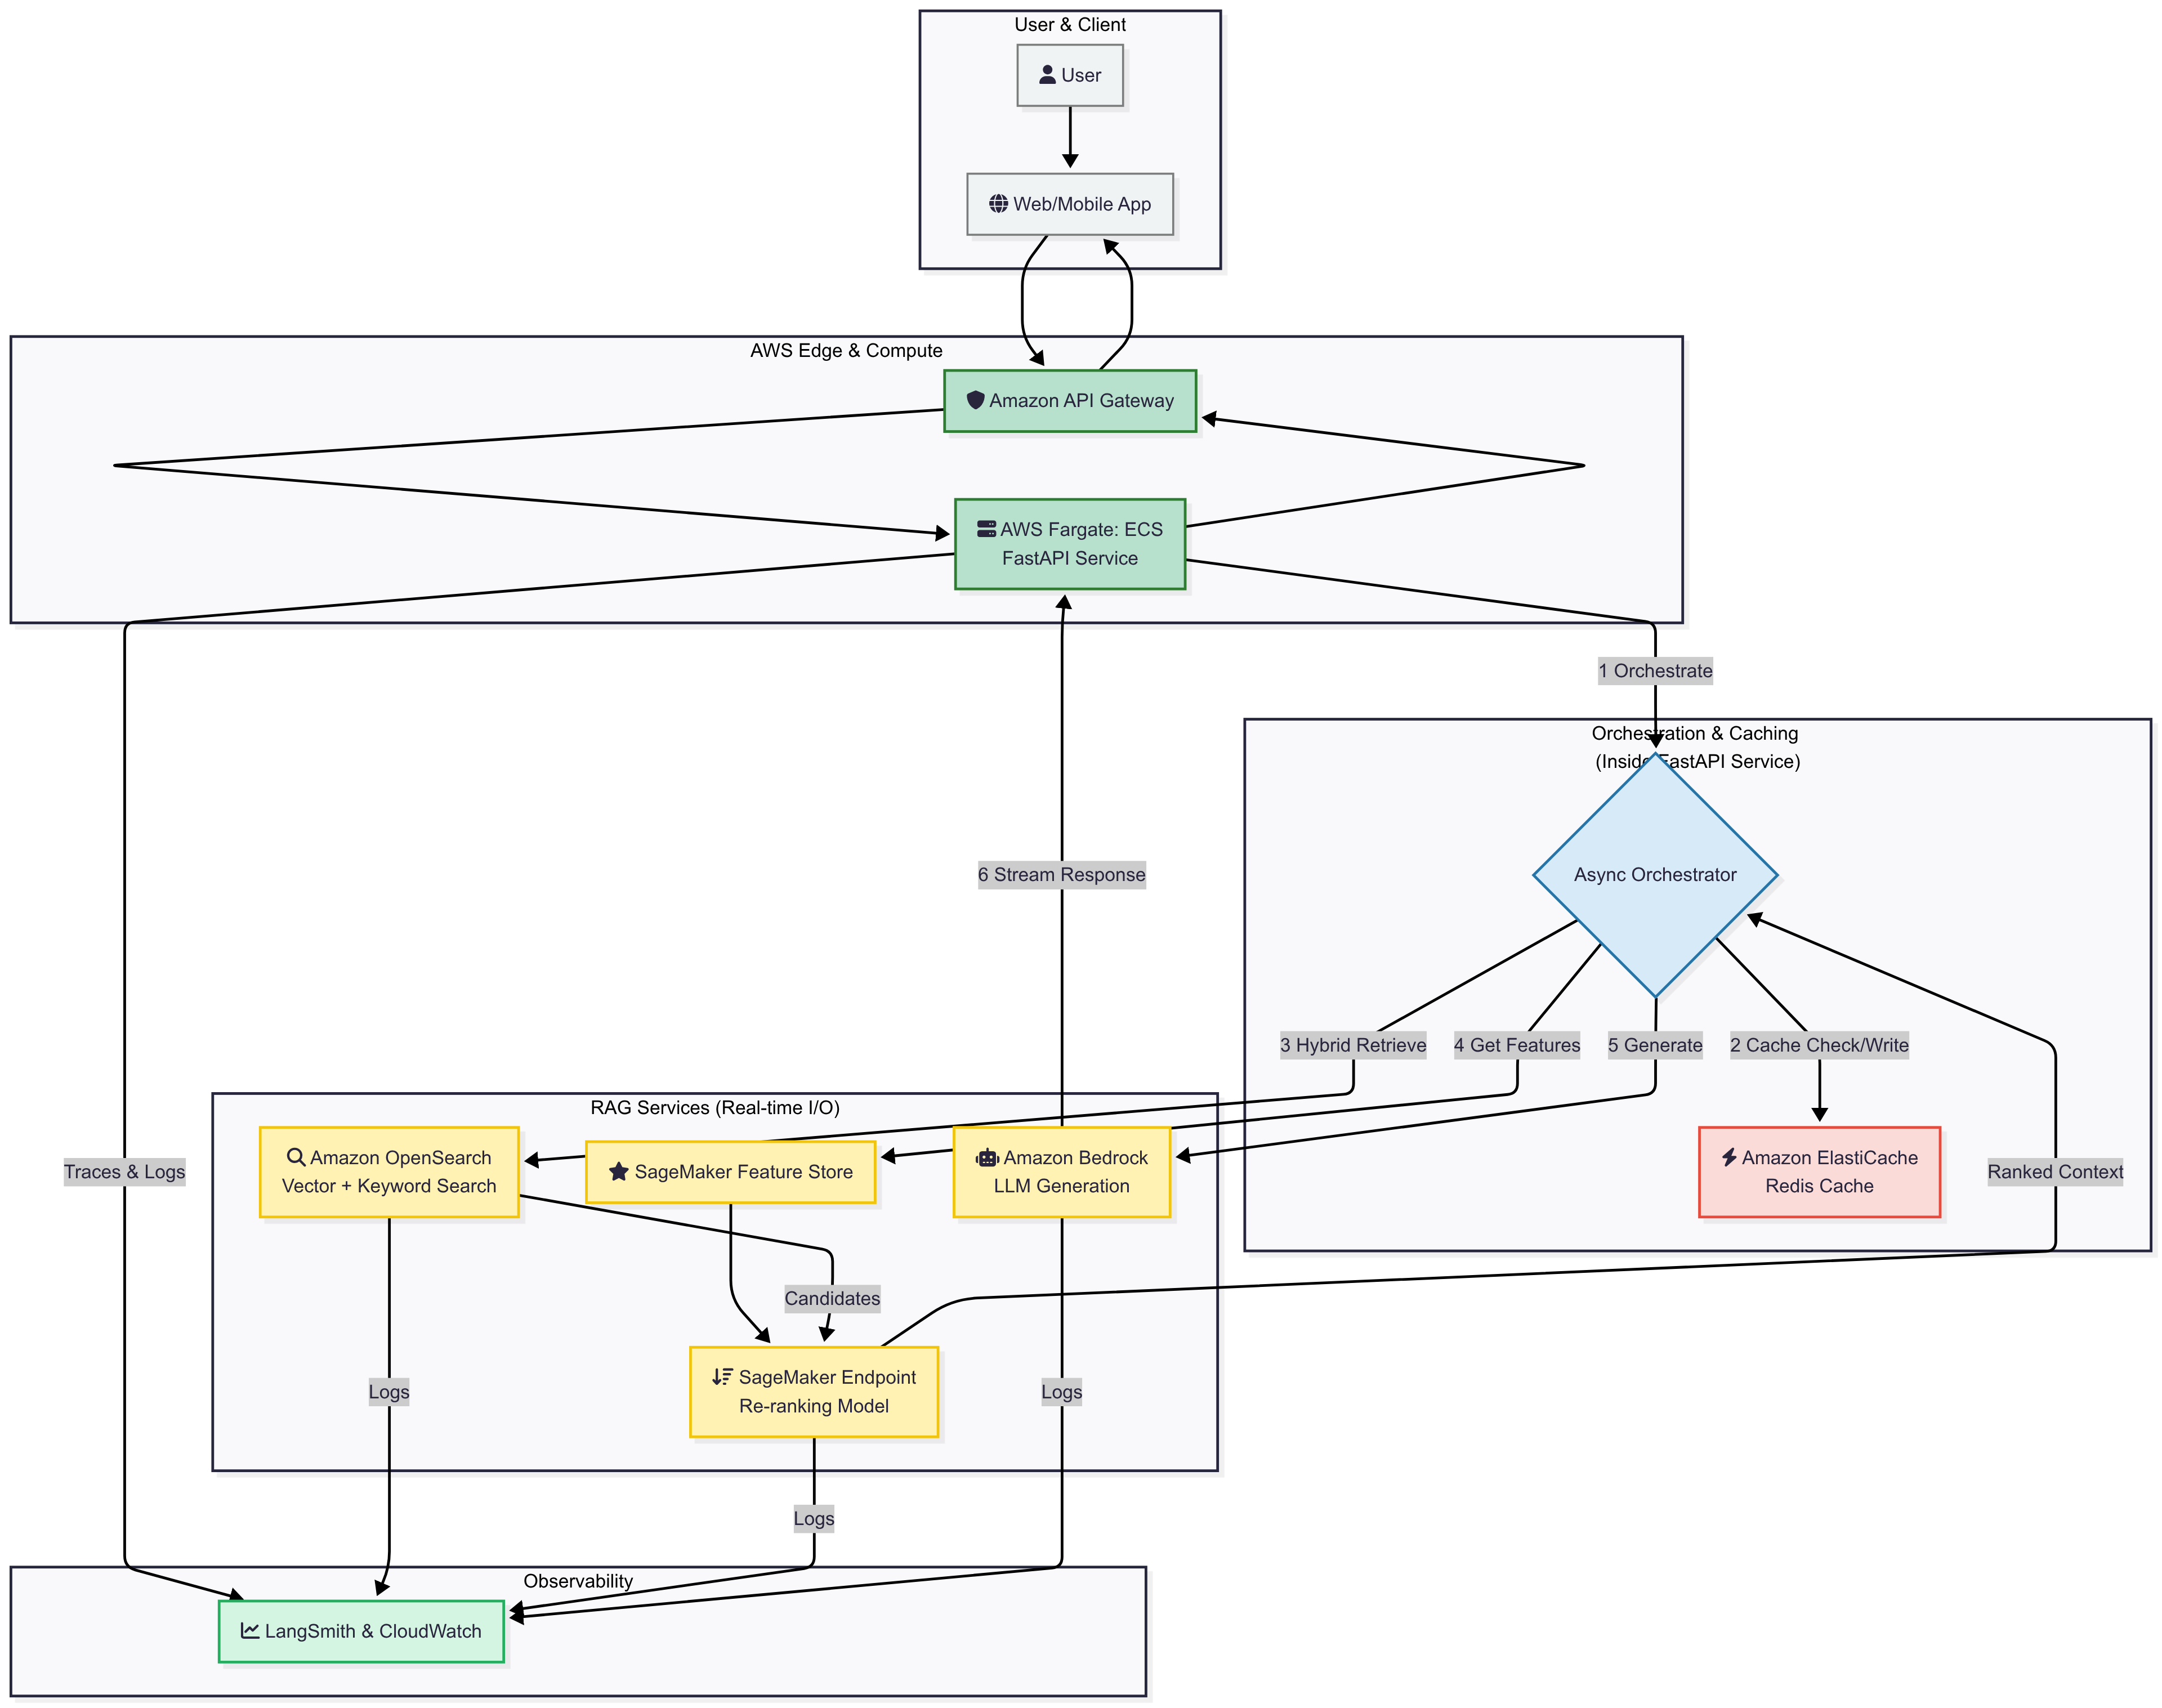 User & Client
User
Web/Mobile App
AWS Edge & Compute
Amazon API Gateway
AWS Fargate: ECS
FastAPI Service
1 Orchestrate
Orchestration & Caching
(Inside FastAPI Service)
Async Orchestrator
6 Stream Response
3 Hybrid Retrieve
4 Get Features
5 Generate
2 Cache Check/Write
RAG Services (Real-time I/O)
Amazon OpenSearch
Vector + Keyword Search
SageMaker Feature Store
Amazon Bedrock
LLM Generation
Amazon ElastiCache
Redis Cache
Ranked Context
Traces & Logs
Candidates
SageMaker Endpoint
Re-ranking Model
Logs
Logs
Logs
Observability
LangSmith & CloudWatch